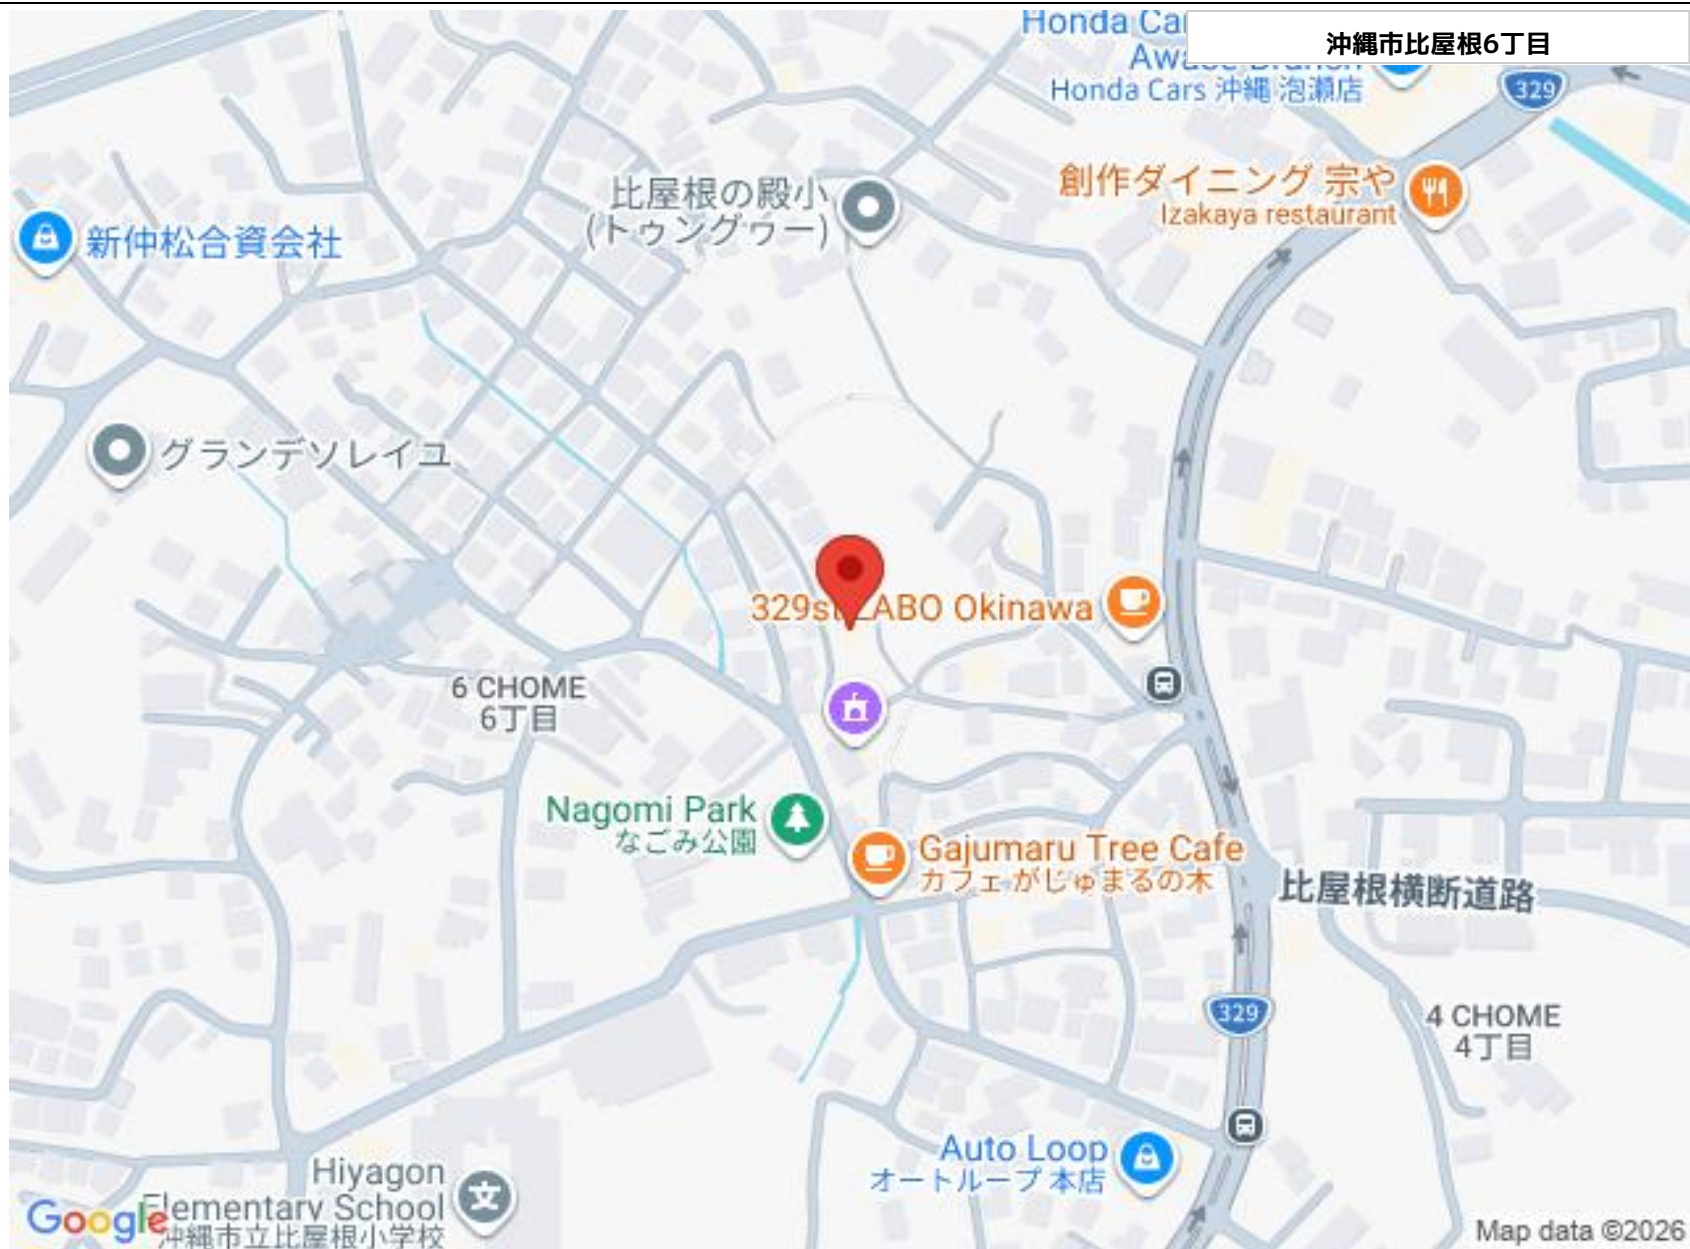 Honda Car
沖縄市比屋根6丁目
Honda Cars 沖縄 泡瀬店
329
創作ダイニング 宗や
Izakaya restaurant
比屋根の殿小
(トゥングヮー)
新仲松合資会社
グランデソレイユ
329st LABO Okinawa
6 CHOME
6丁目
Nagomi Park
なごみ公園
Gajumaru Tree Cafe
カフェ がじゅまるの木
比屋根横断道路
329
4 CHOME
4丁目
Auto Loop
オートループ 本店
Hiyagon
Elementary School
沖縄市立比屋根小学校
文
Google
Map data ©2026